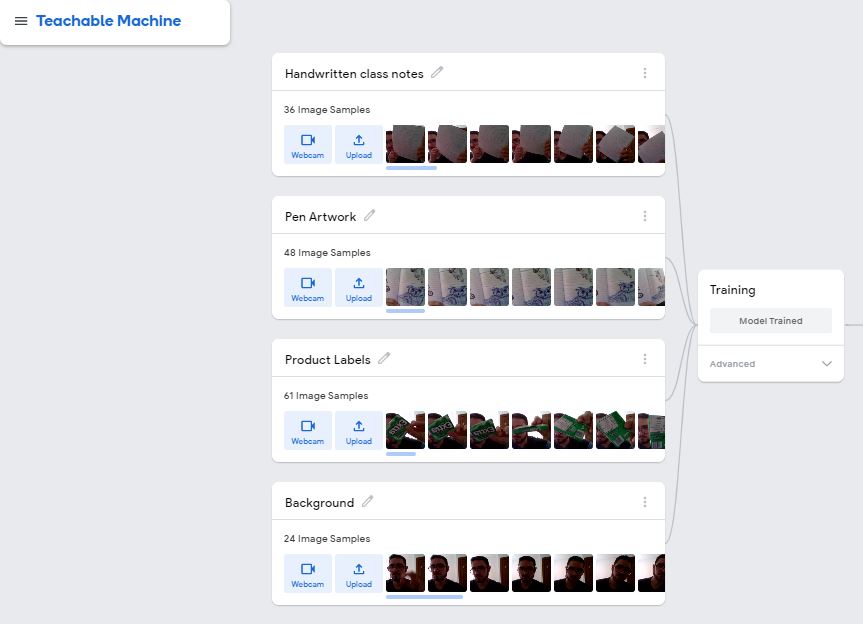 Teachable Machine
Handwritten class notes
36 Image Samples
Webcam
Upload
Pen Artwork
48 Image Samples
Webcam
Upload
Product Labels
61 Image Samples
Webcam
Upload
Background
24 Image Samples
Webcam
Upload
Training
Model Trained
Advanced